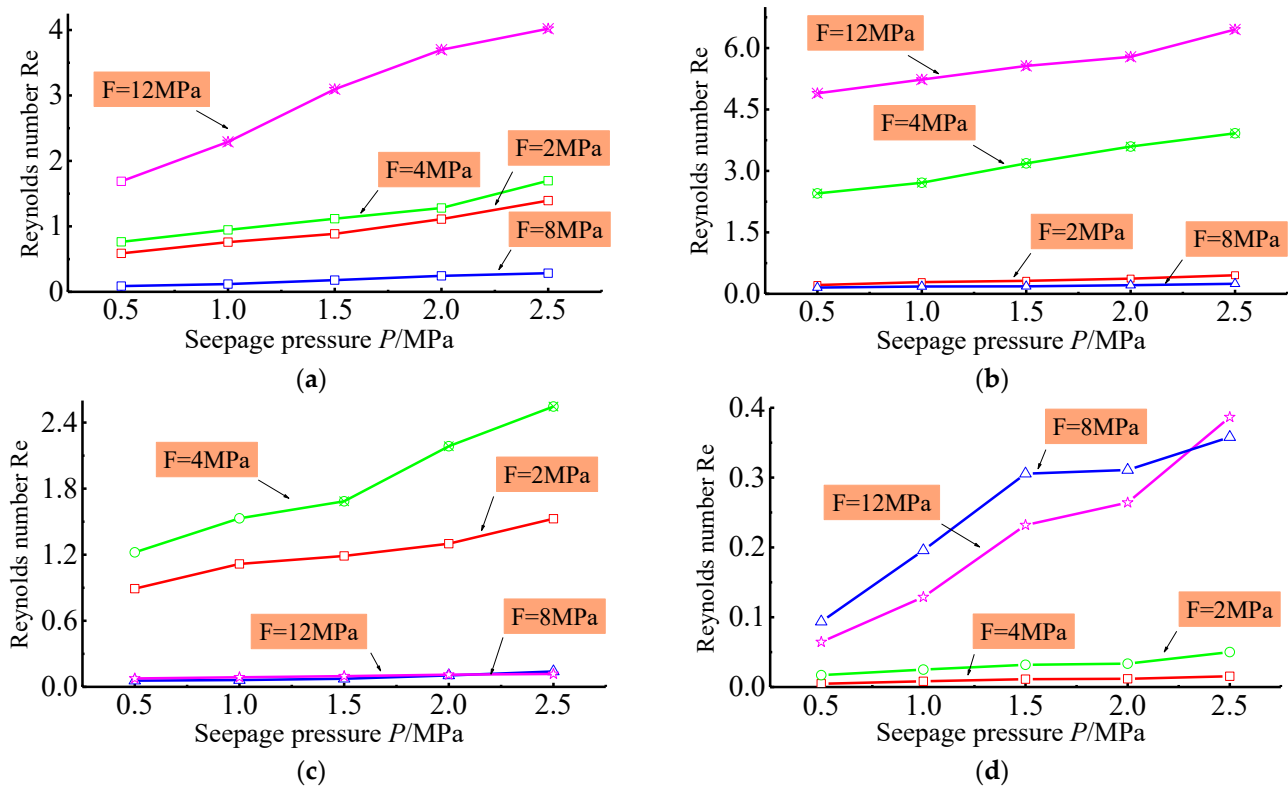 Reynolds number Re
4
3
2
1
0
F=12MPa
F=4MPa
F=2MPa
F=8MPa
0.5 1.0 1.5 2.0 2.5
Seepage pressure P/MPa
(a)
Reynolds number Re
6.0
4.5
3.0
1.5
0.0
F=12MPa
F=4MPa
F=2MPa
F=8MPa
0.5 1.0 1.5 2.0 2.5
Seepage pressure P/MPa
(b)
Reynolds number Re
2.4
1.8
1.2
0.6
0.0
F=4MPa
F=2MPa
F=12MPa
F=8MPa
0.5 1.0 1.5 2.0 2.5
Seepage pressure P/MPa
(c)
Reynolds number Re
0.4
0.3
0.2
0.1
0.0
F=8MPa
F=12MPa
F=2MPa
F=4MPa
0.5 1.0 1.5 2.0 2.5
Seepage pressure P/MPa
(d)